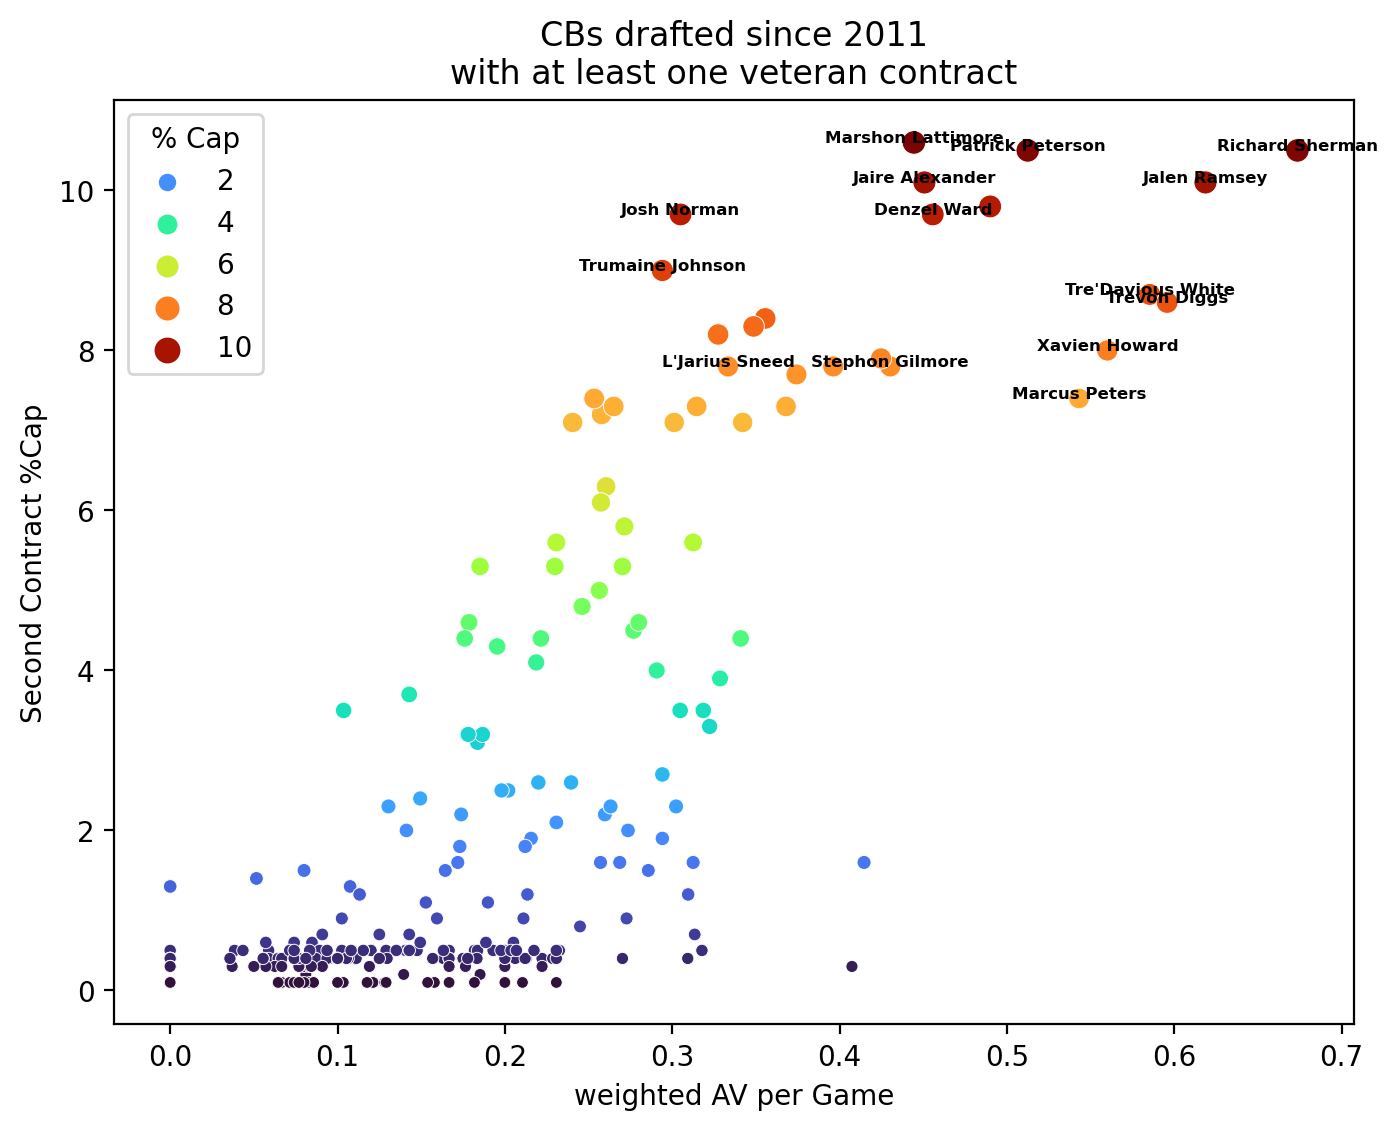 CBs drafted since 2011
with at least one veteran contract
% Cap
2
4
6
8
10
Marshon Lattimore
Patrick Peterson
Richard Sherman
Jaire Alexander
Jalen Ramsey
Josh Norman
Denzel Ward
Trumaine Johnson
Tre'Davious White
Trevon Diggs
Xavien Howard
L'Jarius Sneed
Stephon Gilmore
Marcus Peters
Second Contract %Cap
10
8
6
4
2
0
0.0 0.1 0.2 0.3 0.4 0.5 0.6 0.7
weighted AV per Game